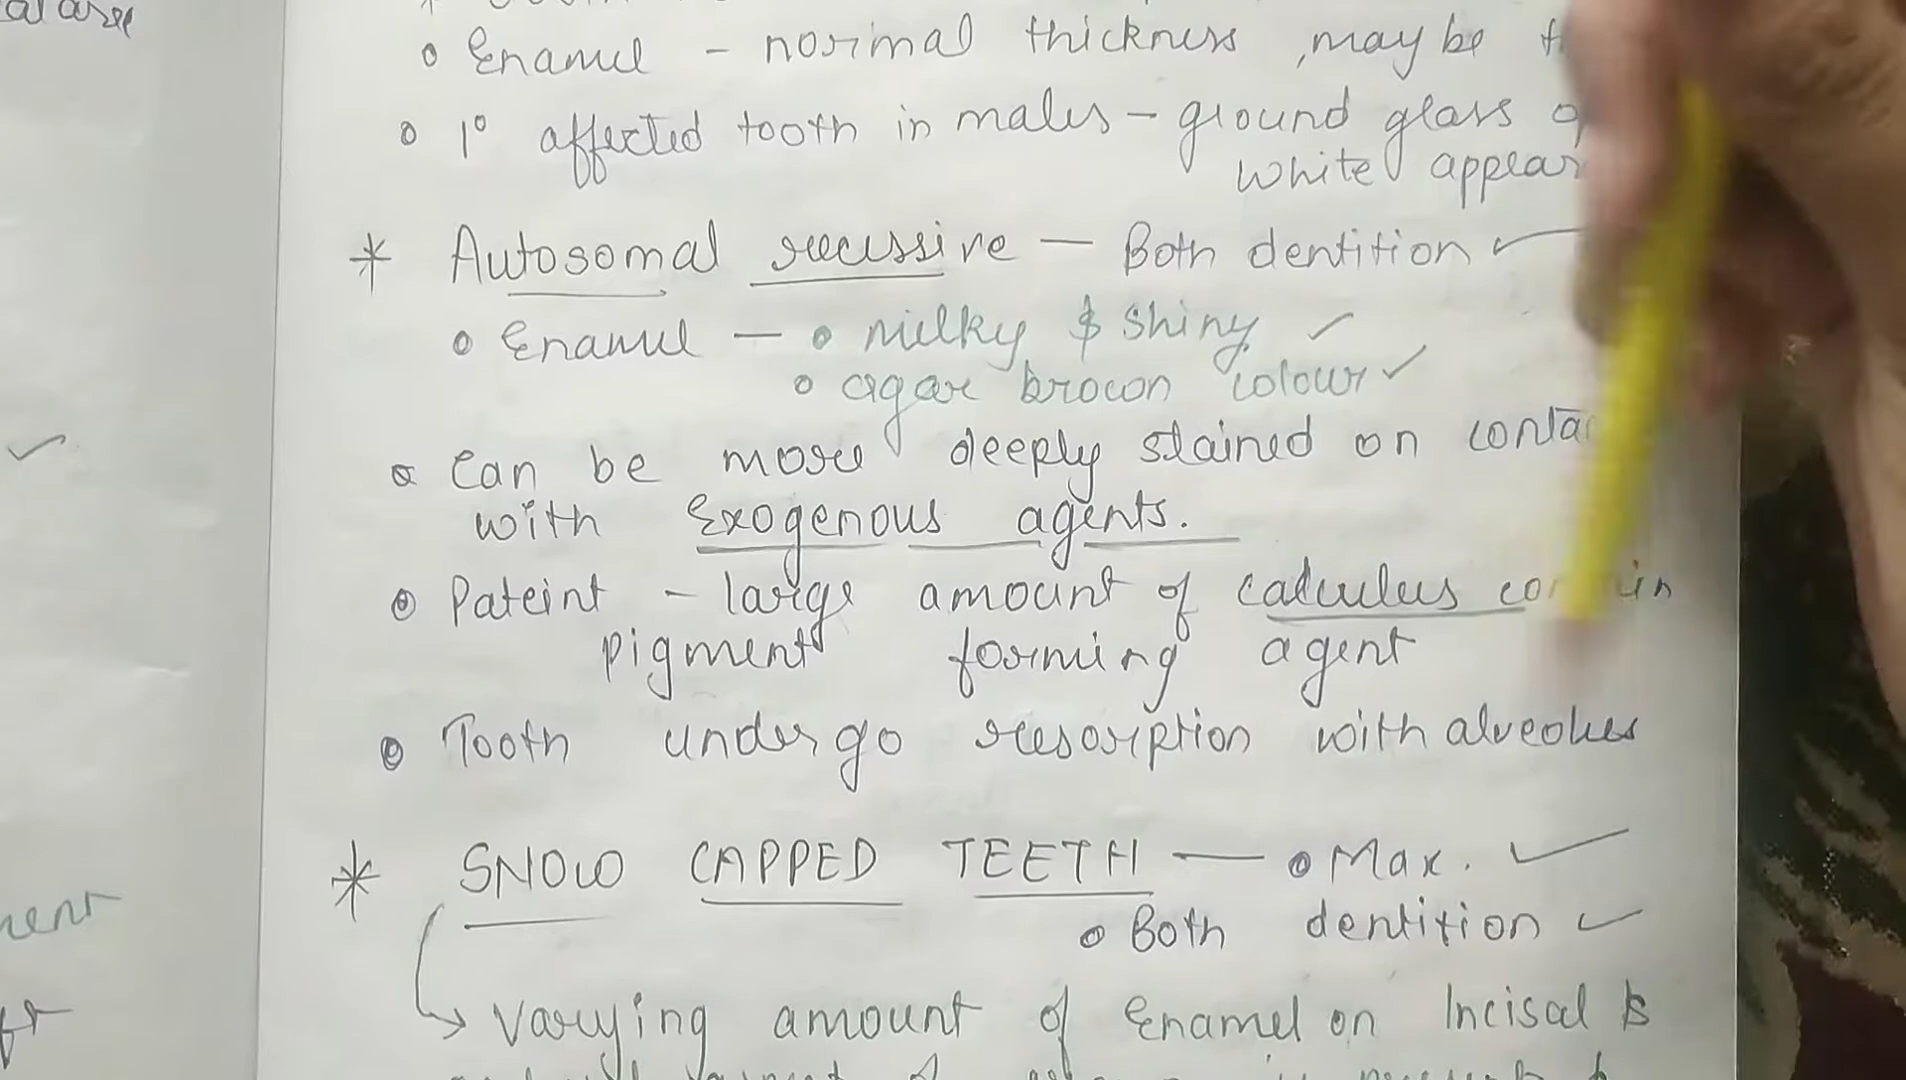 o Enamel - normal thickness, may be
o 1° affected tooth in males - ground glass
white appear
* Autosomal recessive - Both dentition ✓
o Enamel - o milky & shiny ✓
o agar brown colour ✓
o Can be more deeply stained on conta
with Exogenous agents.
o Pateint - large amount of calculus co in
pigment forming agent
o Tooth undergo resorption with alveolus
* SNOW CAPPED TEETH - o Max. ✓
o Both dentition ✓
→ Varying amount of Enamel on Incisal &